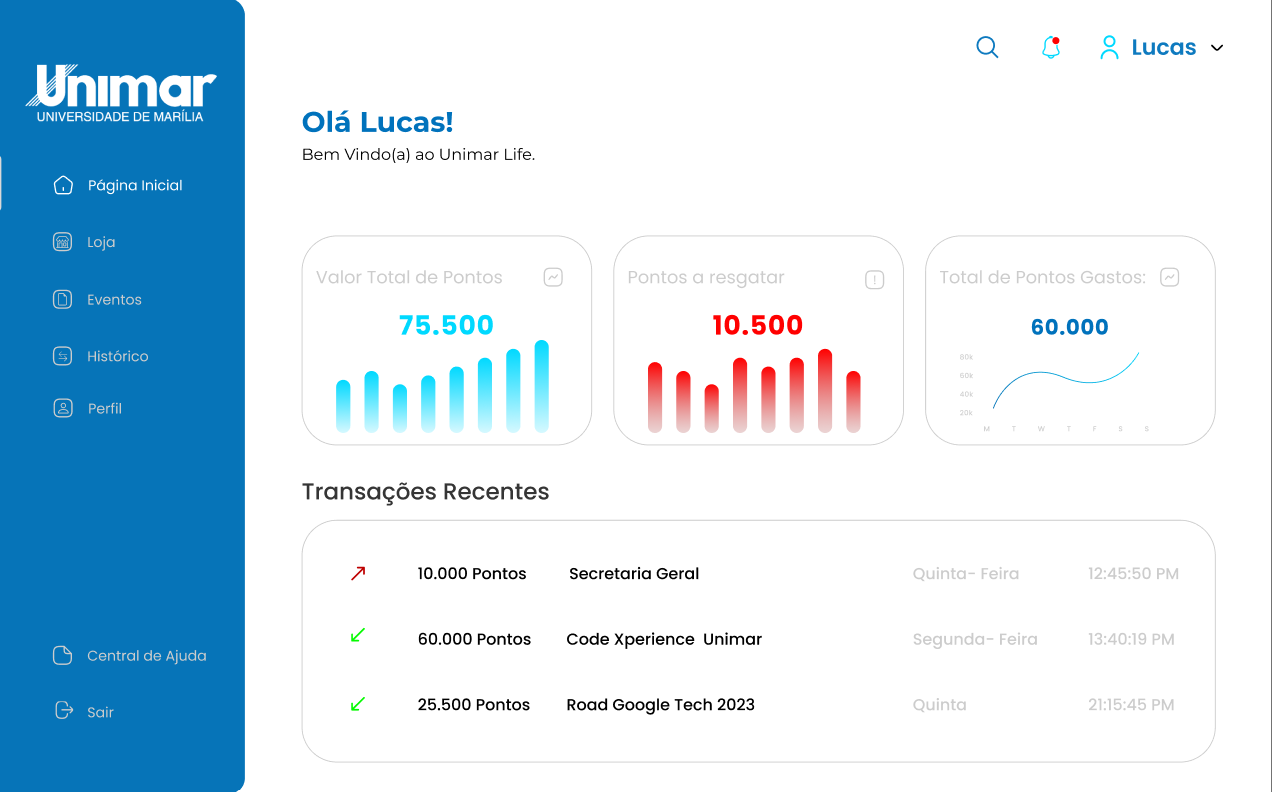 Unimar
UNIVERSIDADE DE MARÍLIA
Página Inicial
Loja
Eventos
Histórico
Perfil
Central de Ajuda
Sair
Lucas
Olá Lucas!
Bem Vindo(a) ao Unimar Life.
Valor Total de Pontos
75.500
Pontos a resgatar
10.500
Total de Pontos Gastos:
60.000
80k
60k
40k
20k
M T W T F S S
Transações Recentes
10.000 Pontos Secretaria Geral Quinta- Feira 12:45:50 PM
60.000 Pontos Code Xperience  Unimar Segunda- Feira 13:40:19 PM
25.500 Pontos Road Google Tech 2023 Quinta 21:15:45 PM